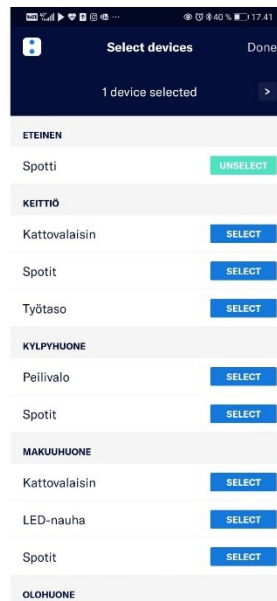 40 % 17.41
Select devices Done
1 device selected >
ETEINEN
Spotti UNSELECT
KEITTIÖ
Kattovalaisin SELECT
Spotit SELECT
Työtaso SELECT
KYLPYHUONE
Peilivalo SELECT
Spotit SELECT
MAKUUHUONE
Kattovalaisin SELECT
LED-nauha SELECT
Spotit SELECT
OLOHUONE